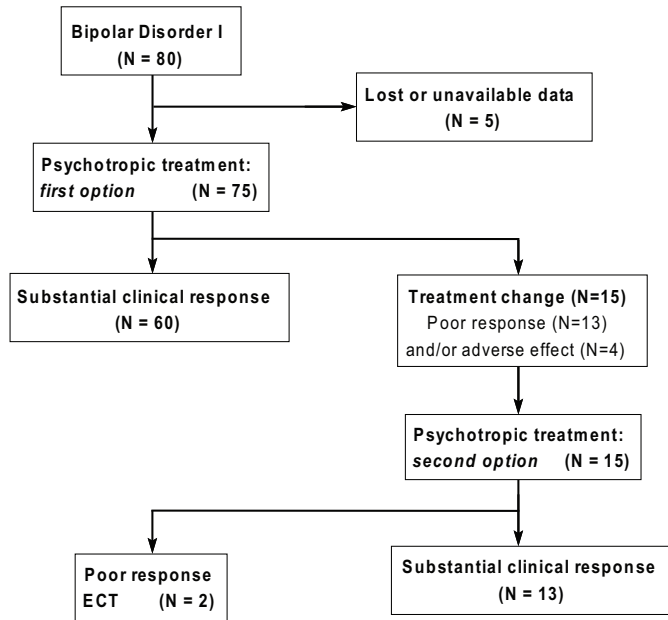 Bipolar Disorder I
(N = 80)
Lost or unavailable data
(N = 5)
Psychotropic treatment:
first option (N = 75)
Substantial clinical response
(N = 60)
Treatment change (N=15)
Poor response (N=13)
and/or adverse effect (N=4)
Psychotropic treatment:
second option (N = 15)
Poor response
ECT (N = 2)
Substantial clinical response
(N = 13)